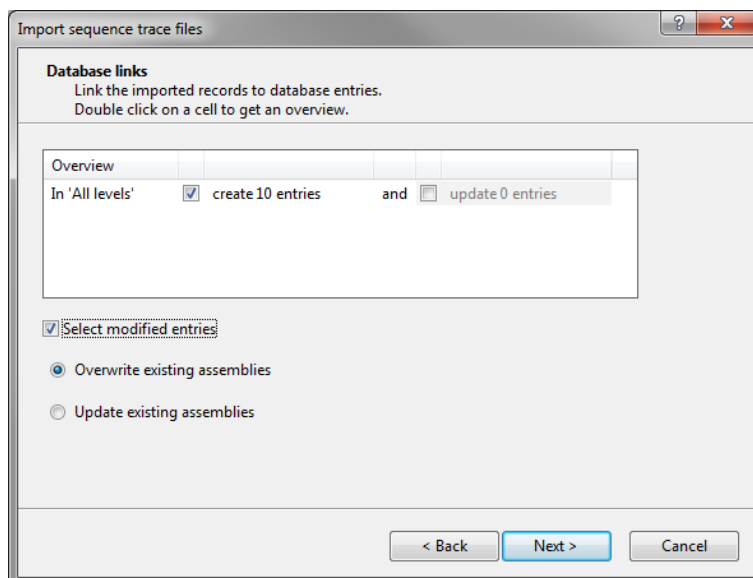 Import sequence trace files
Database links
Link the imported records to database entries.
Double click on a cell to get an overview.
Overview
In 'All levels' create 10 entries and update 0 entries
Select modified entries
Overwrite existing assemblies
Update existing assemblies
< Back Next > Cancel